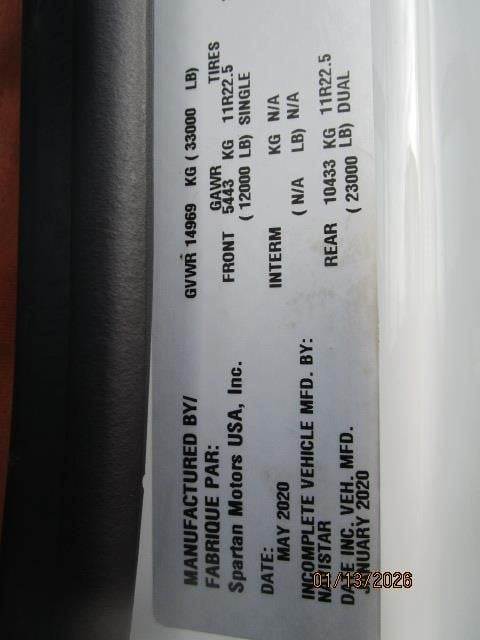 MANUFACTURED BY/
FABRIQUE PAR:
Spartan Motors USA, Inc.
DATE:
MAY 2020
INCOMPLETE VEHICLE MFD. BY:
NAVISTAR
DATE INC. VEH. MFD.
JANUARY 2020
GVWR 14969 KG ( 33000 LB)
GAWR TIRES
FRONT 5443 KG 11R22.5
( 12000 LB) SINGLE
INTERM KG N/A
( N/A LB) N/A
REAR 10433 KG 11R22.5
( 23000 LB) DUAL
01/13/2026